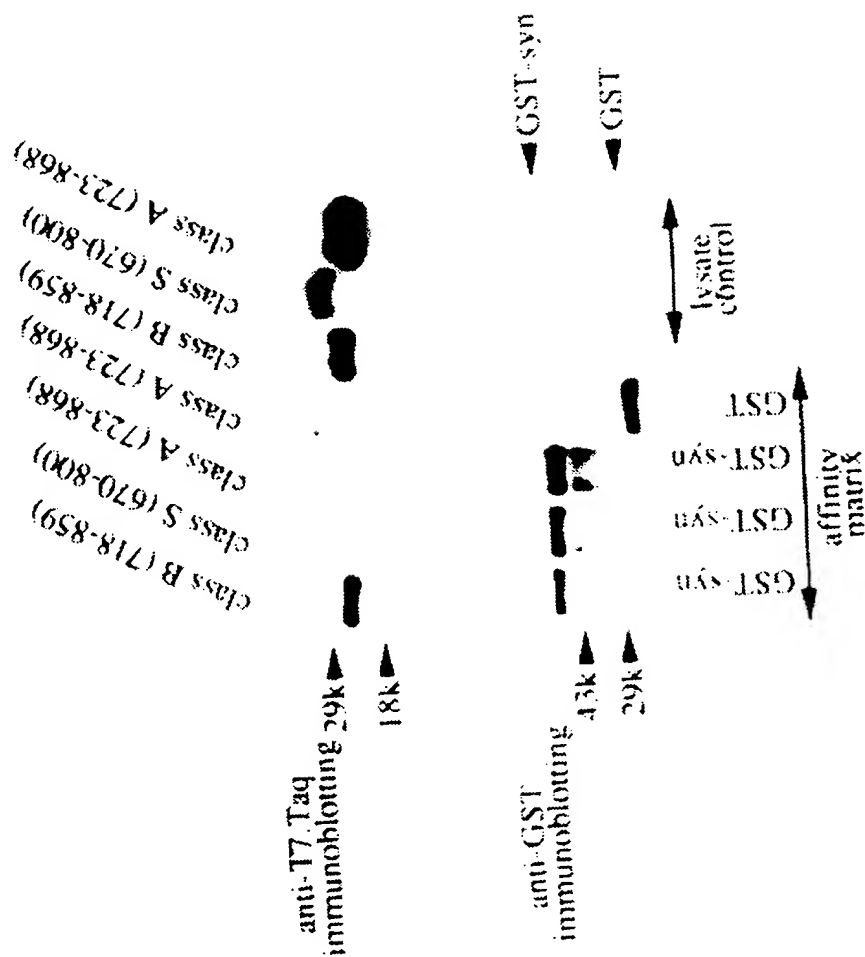 class B (718-859)
class S (670-800)
class A (723-868)
class A (723-868)
class B (718-859)
class S (670-800)
class A (723-868)
anti-T7.Taq
immunoblotting
29k
18k
GST-syn
GST
anti-GST
immunoblotting
43k
29k
GST-syn
GST-syn
GST-syn
GST
affinity
matrix
lysate
control